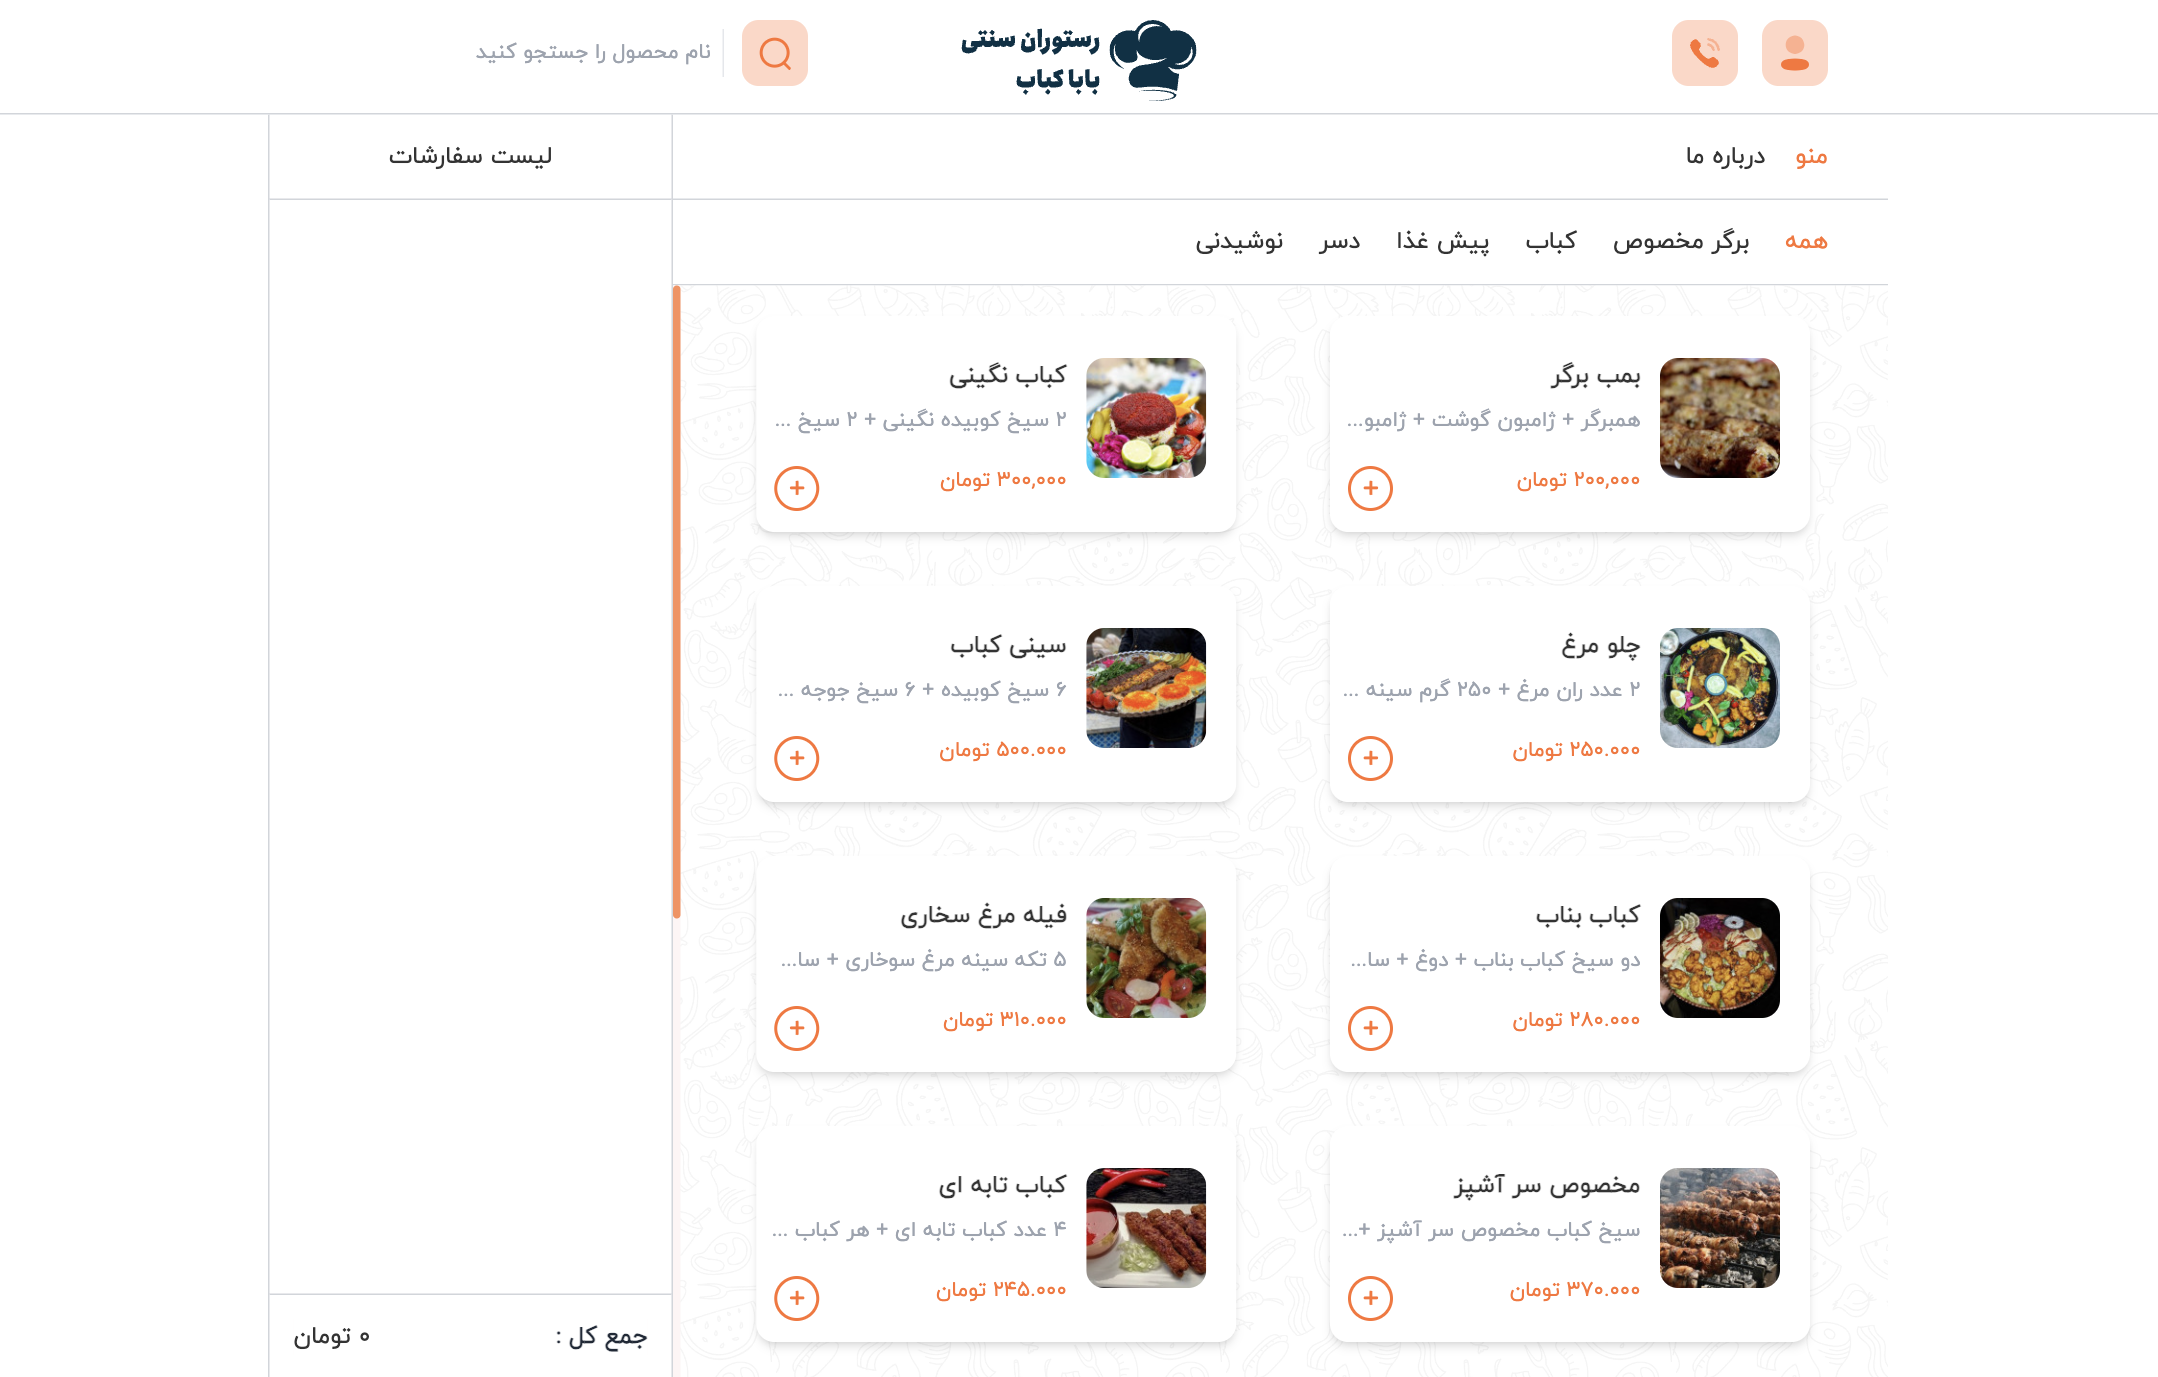 رستوران سنتی
بابا کباب
نام محصول را جستجو کنید
منو
درباره ما
لیست سفارشات
همه
برگر مخصوص
کباب
پیش غذا
دسر
نوشیدنی
بمب برگر
همبرگر + ژامبون گوشت + ژامبو...
۲۰۰,۰۰۰ تومان
+
کباب نگینی
۲ سیخ کوبیده نگینی + ۲ سیخ ...
۳۰۰,۰۰۰ تومان
+
چلو مرغ
۲ عدد ران مرغ + ۲۵۰ گرم سینه ...
۲۵۰.۰۰۰ تومان
+
سینی کباب
۶ سیخ کوبیده + ۶ سیخ جوجه ...
۵۰۰.۰۰۰ تومان
+
کباب بناب
دو سیخ کباب بناب + دوغ + سا...
۲۸۰.۰۰۰ تومان
+
فیله مرغ سخاری
۵ تکه سینه مرغ سوخاری + سا...
۳۱۰.۰۰۰ تومان
+
مخصوص سر آشپز
سیخ کباب مخصوص سر آشپز +...
۳۷۰.۰۰۰ تومان
+
کباب تابه ای
۴ عدد کباب تابه ای + هر کباب ...
۲۴۵.۰۰۰ تومان
+
جمع کل :
۰ تومان